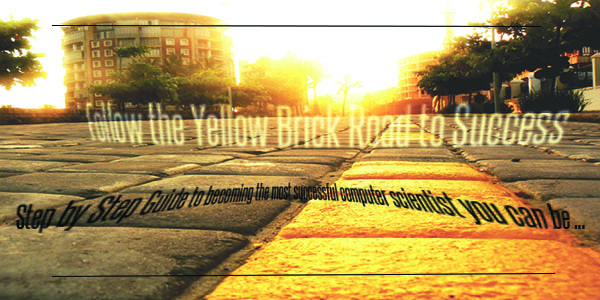 Follow the Yellow Brick Road to Success
Step by Step Guide to becoming the most successful computer scientist you can be ...